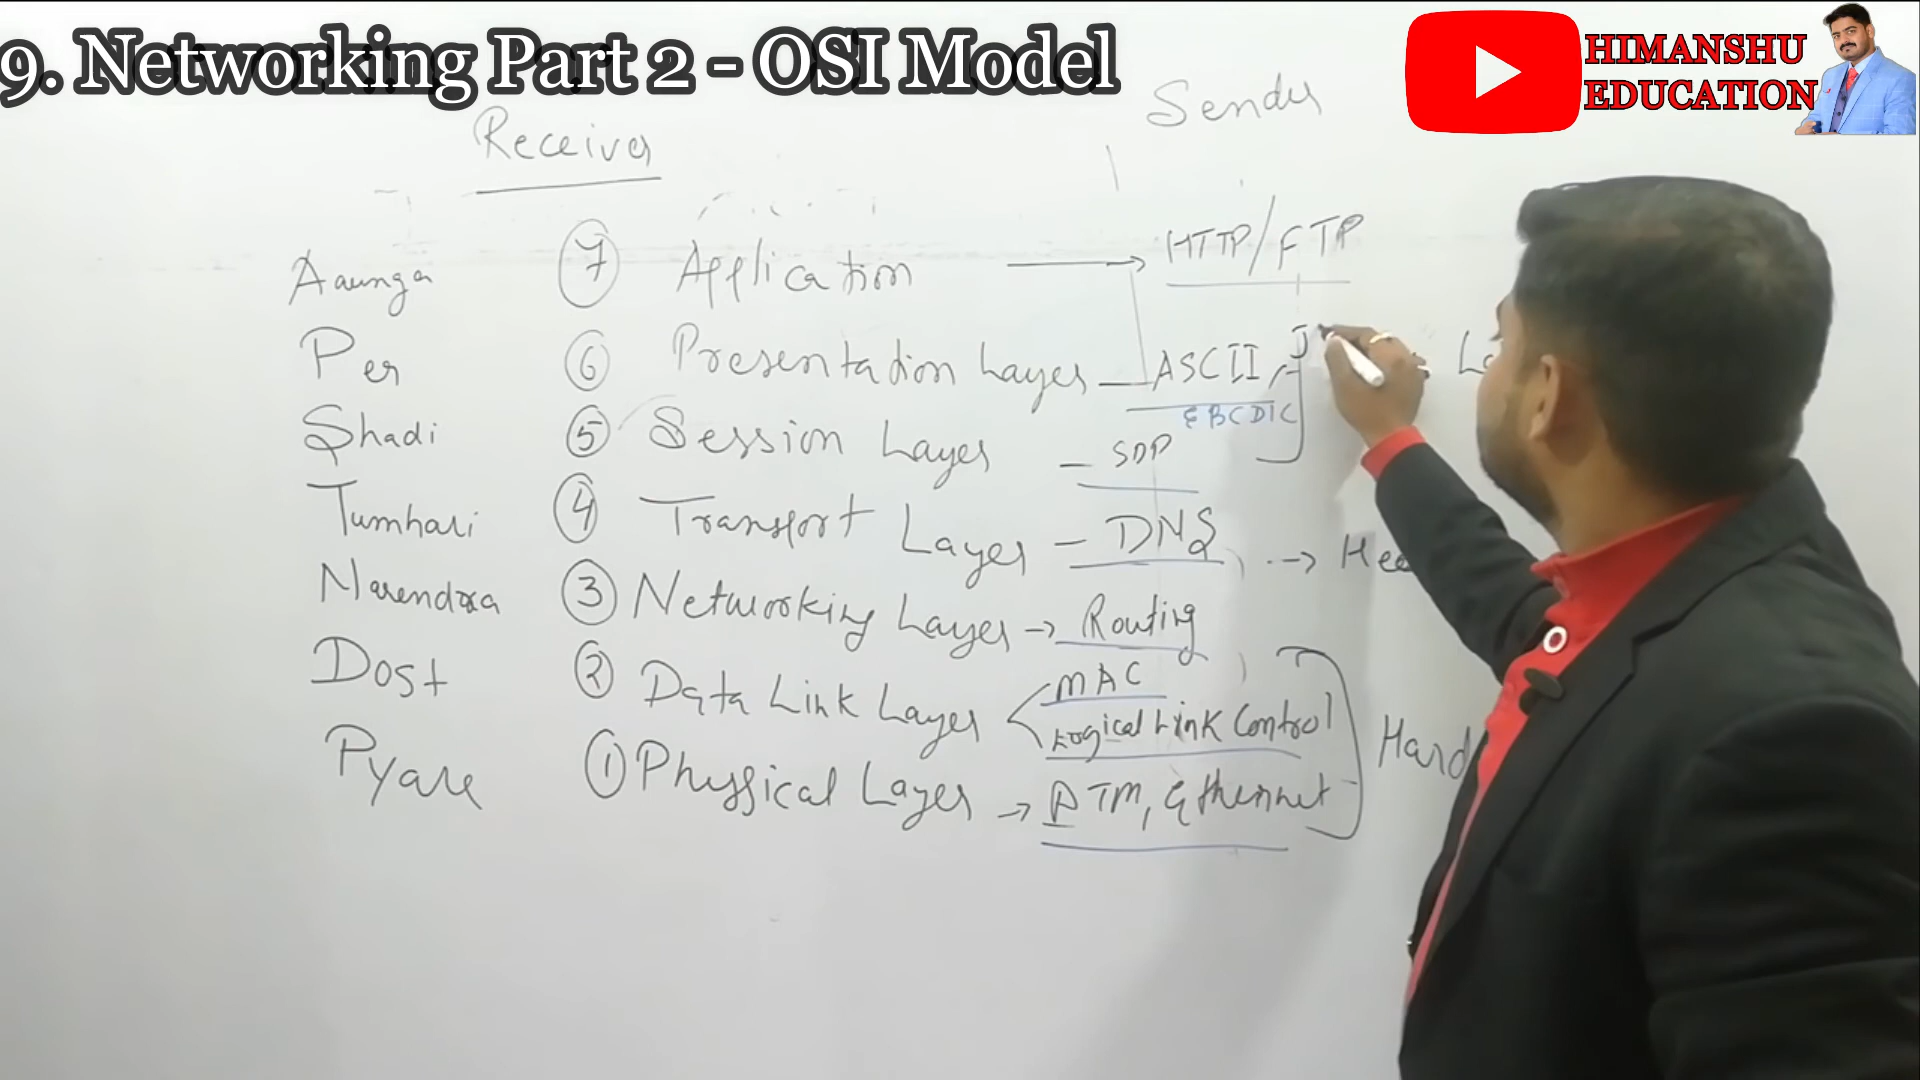 9. Networking Part 2 - OSI Model
HIMANSHU
EDUCATION
Receiver
Sender
Aaunga 7 Application → HTTP/FTP
Per 6 Presentation Layer — ASCII,
EBCDIC
Shadi 5 Session Layer - SDP
Tumhari 4 Transport Layer - DNS
Narendra 3 Networking Layer → Routing
Dost 2 Data Link Layer < MAC
Logical Link Control
Pyare 1 Physical Layer → ATM, Ethernet
Hard